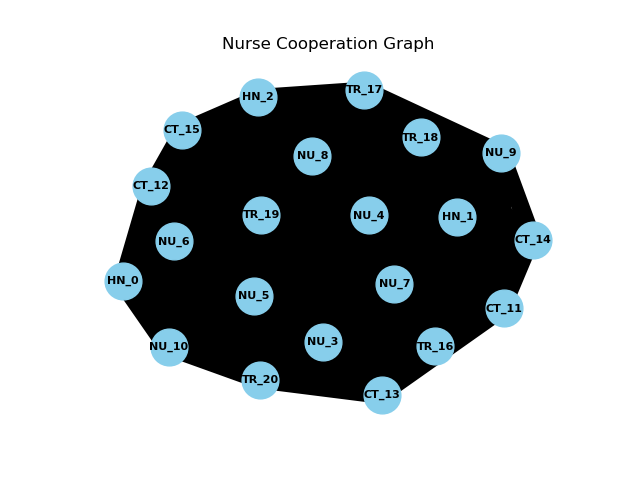 Nurse Cooperation Graph
TR_17
HN_2
CT_15
TR_18
NU_9
NU_8
CT_12
TR_19
NU_4
HN_1
NU_6
CT_14
HN_0
NU_7
NU_5
CT_11
NU_3
TR_16
NU_10
TR_20
CT_13